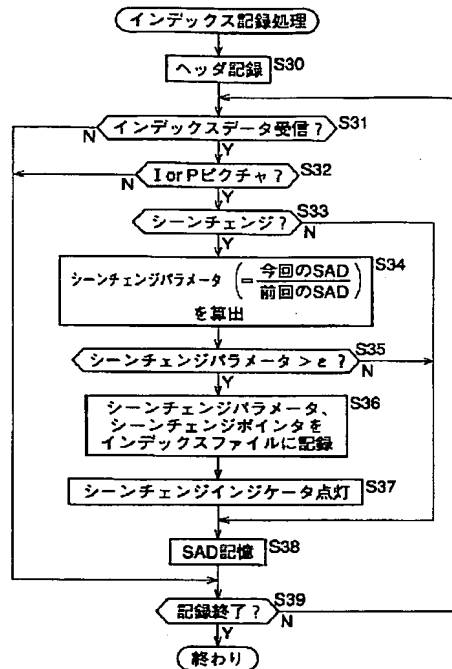 インデックス記録処理
ヘッダ記録 S30
インデックスデータ受信? S31
N
Y
IorPピクチャ? S32
N
Y
シーンチェンジ? S33
N
Y
シーンチェンジパラメータ(=今回のSAD/前回のSAD) S34
を算出
シーンチェンジパラメータ>e? S35
N
Y
シーンチェンジパラメータ、 S36
シーンチェンジポインタを
インデックスファイルに記録
シーンチェンジインジケータ点灯 S37
SAD記憶 S38
記録終了? S39
N
Y
終わり